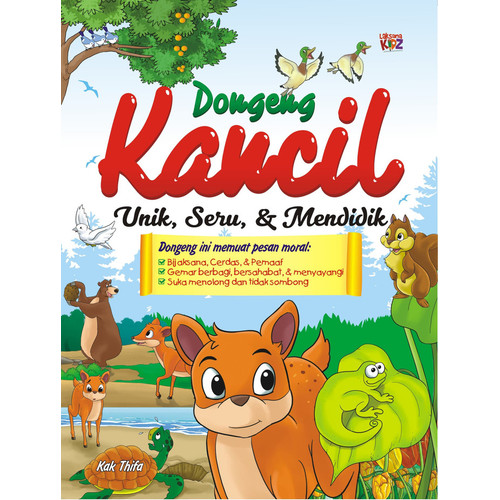 Laksana
KIDZ
Dongeng
Kancil
Unik, Seru, & Mendidik
Dongeng ini memuat pesan moral:
Bijaksana, Cerdas, & Pemaaf
Gemar berbagi, bersahabat, & menyayangi
Suka menolong dan tidak sombong
Kak Thifa